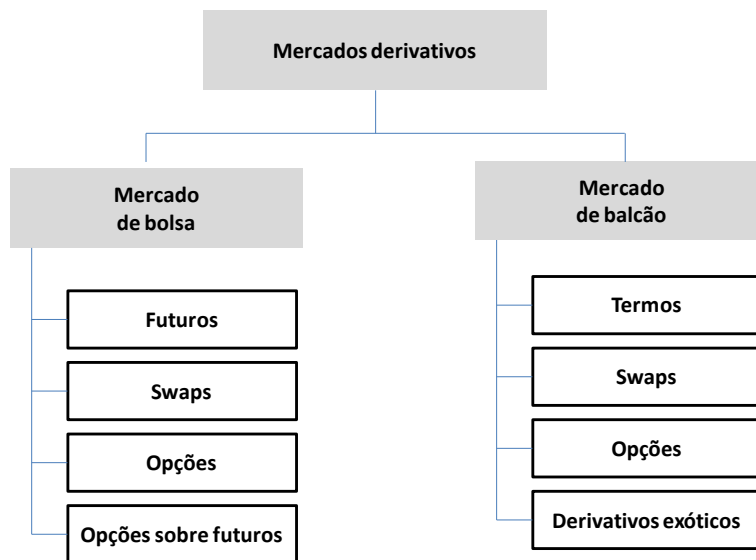 Mercados derivativos
Mercado
de bolsa
Futuros
Swaps
Opções
Opções sobre futuros
Mercado
de balcão
Termos
Swaps
Opções
Derivativos exóticos